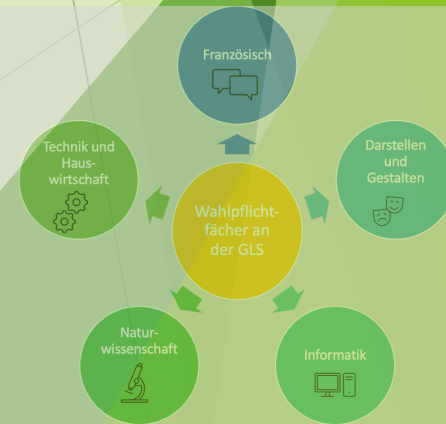 Französisch
Technik und
Haus-
wirtschaft
Darstellen
und
Gestalten
Wahlpflicht-
fächer an
der GLS
Natur-
wissenschaft
Informatik